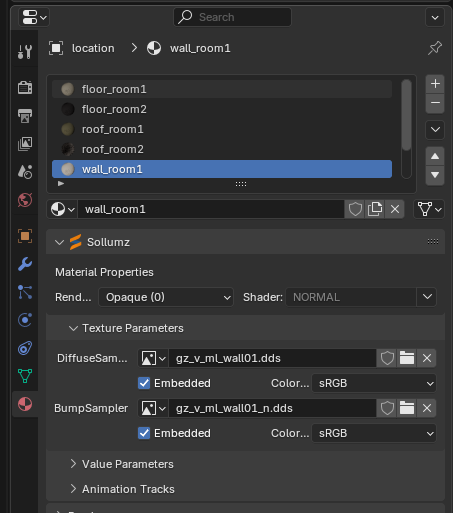 Search
location > wall_room1
floor_room1
floor_room2
roof_room1
roof_room2
wall_room1
wall_room1
Sollumz
Material Properties
Rend... Opaque (0) Shader: NORMAL
Texture Parameters
DiffuseSam... gz_v_ml_wall01.dds
Embedded Color... sRGB
BumpSampler gz_v_ml_wall01_n.dds
Embedded Color... sRGB
Value Parameters
Animation Tracks